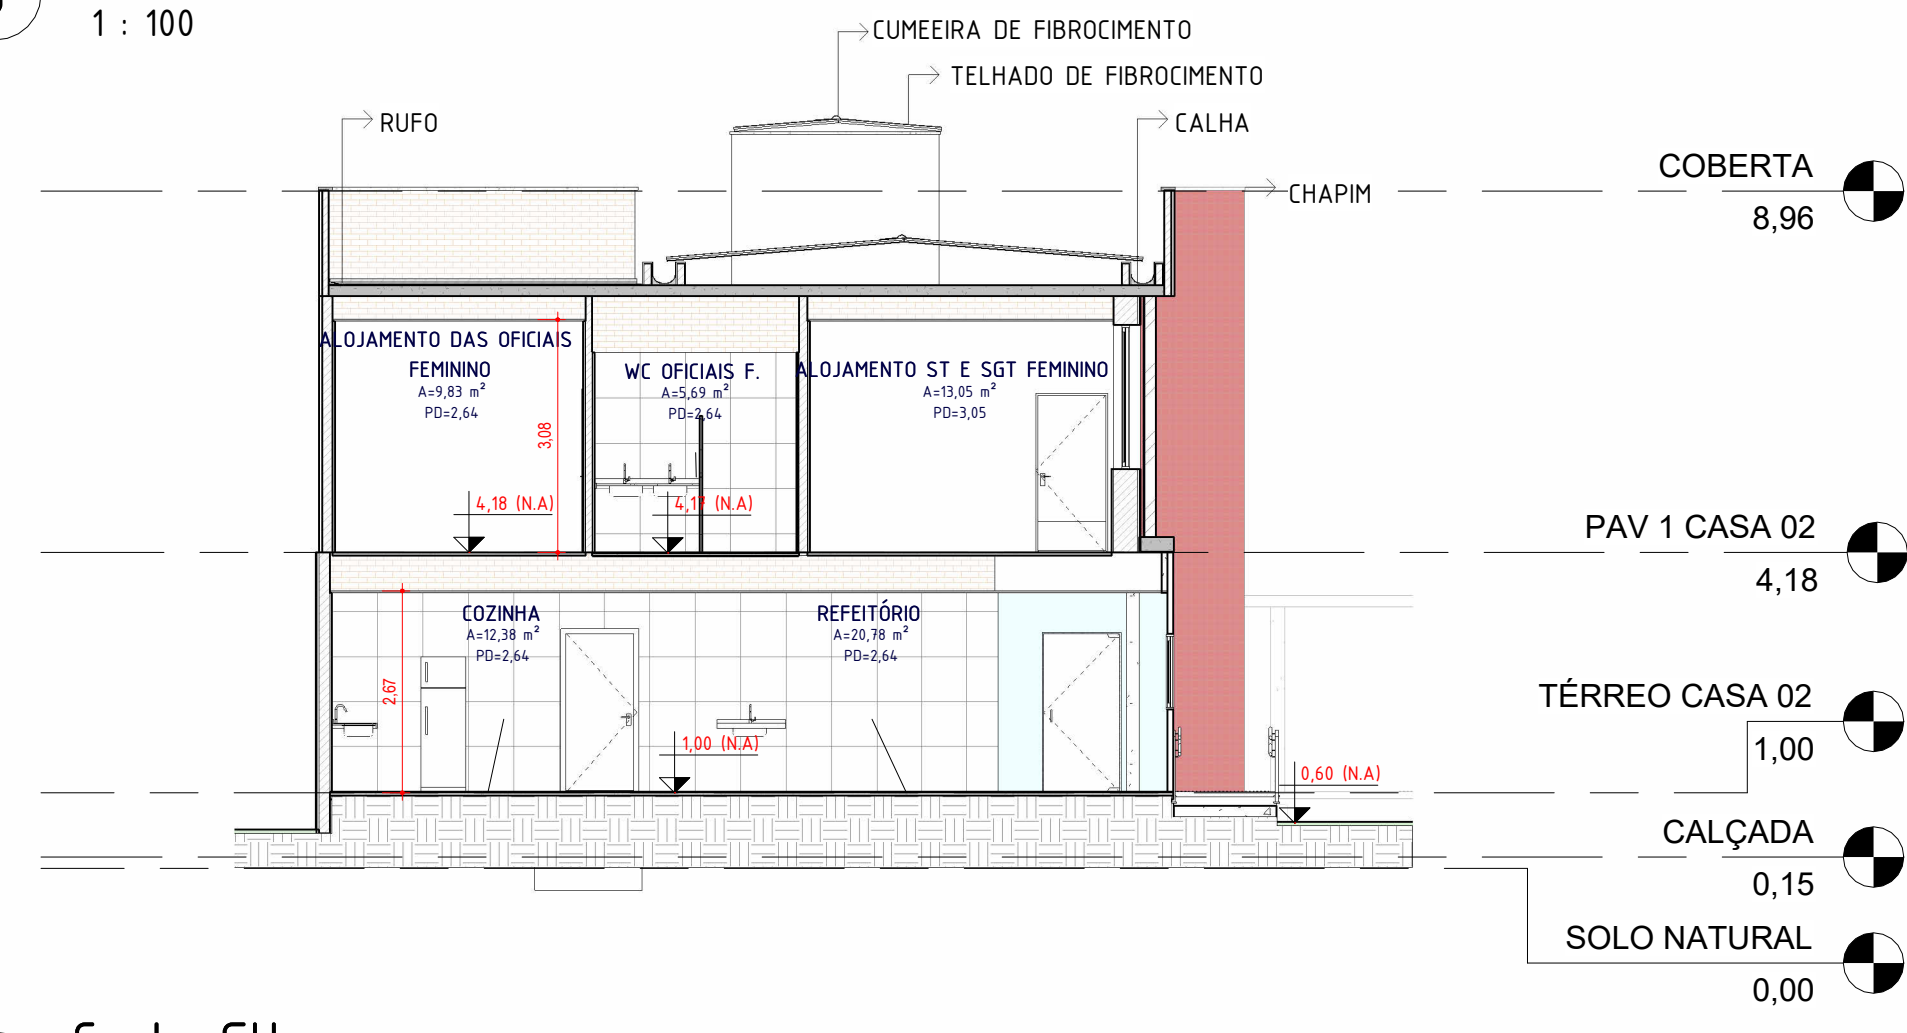 1 : 100
CUMEEIRA DE FIBROCIMENTO
TELHADO DE FIBROCIMENTO
RUFO
CALHA
COBERTA
8,96
CHAPIM
ALOJAMENTO DAS OFICIAIS
FEMININO
A=9,83 m²
PD=2,64
WC OFICIAIS F.
A=5,69 m²
PD=2,64
ALOJAMENTO ST E SGT FEMININO
A=13,05 m²
PD=3,05
3,08
4,18 (N.A)
4,17 (N.A)
PAV 1 CASA 02
4,18
COZINHA
A=12,38 m²
PD=2,64
REFEITÓRIO
A=20,78 m²
PD=2,64
2,67
1,00 (N.A)
TÉRREO CASA 02
1,00
0,60 (N.A)
CALÇADA
0,15
SOLO NATURAL
0,00